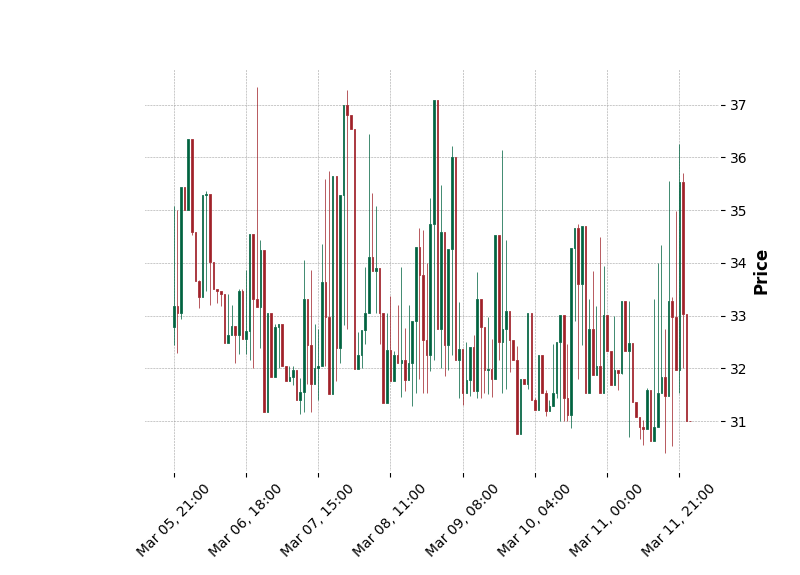 37
36
35
34
33
32
31
Price
Mar 05, 21:00
Mar 06, 18:00
Mar 07, 15:00
Mar 08, 11:00
Mar 09, 08:00
Mar 10, 04:00
Mar 11, 00:00
Mar 11, 21:00